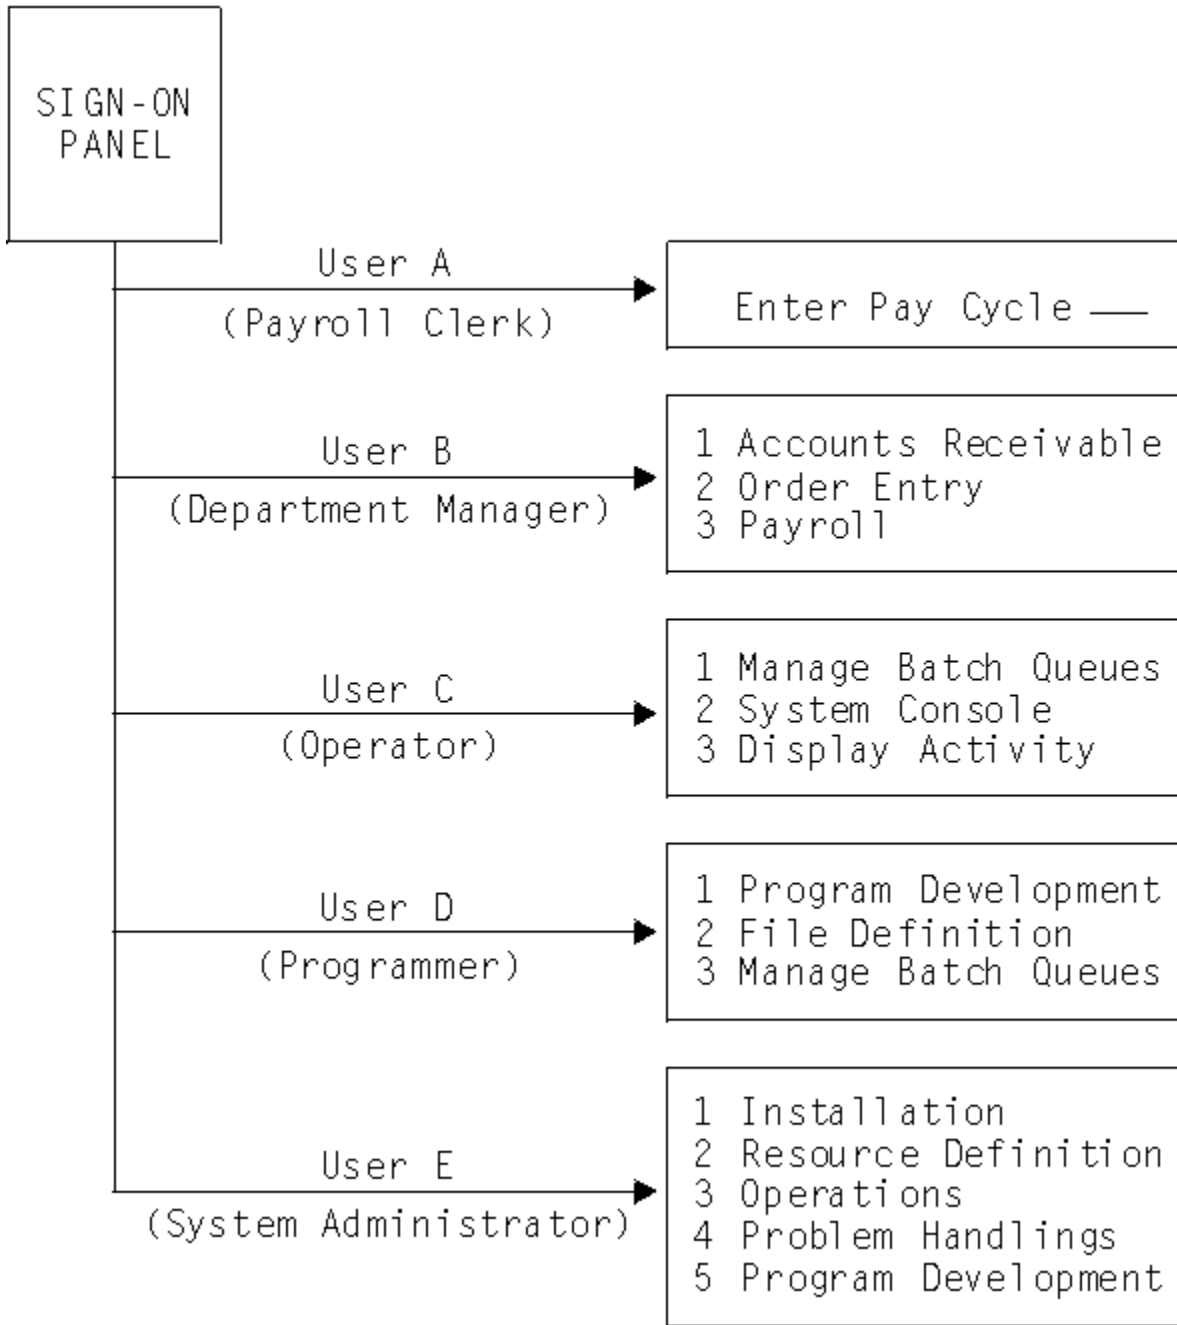 SIGN-ON
PANEL
User A
(Payroll Clerk)
Enter Pay Cycle
User B
(Department Manager)
1 Accounts Receivable
2 Order Entry
3 Payroll
User C
(Operator)
1 Manage Batch Queues
2 System Console
3 Display Activity
User D
(Programmer)
1 Program Development
2 File Definition
3 Manage Batch Queues
User E
(System Administrator)
1 Installation
2 Resource Definition
3 Operations
4 Problem Handlings
5 Program Development